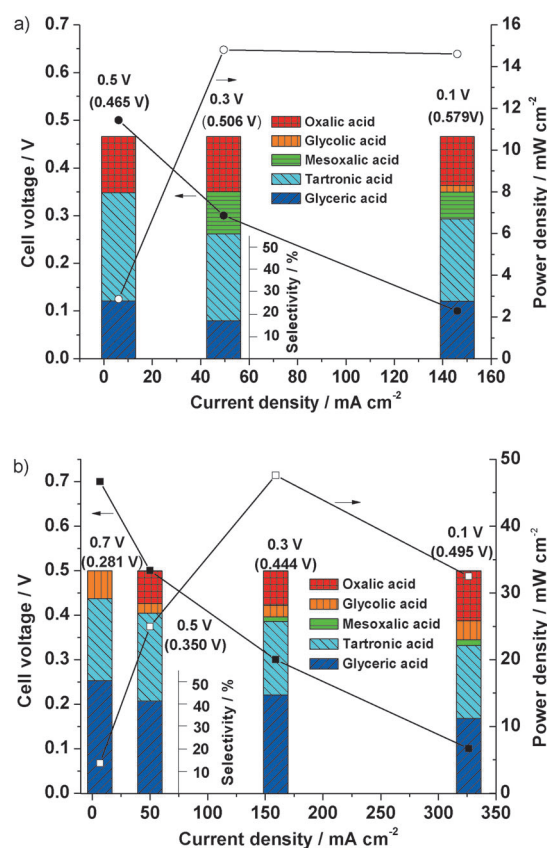 a)
0.7
0.6
0.5
0.4
0.3
0.2
0.1
0.0
Cell voltage / V
16
14
12
10
8
6
4
2
0
Power density / mW cm-2
0.5 V
(0.465 V)
0.3 V
(0.506 V)
0.1 V
(0.579V)
Oxalic acid
Glycolic acid
Mesoxalic acid
Tartronic acid
Glyceric acid
50
40
30
20
10
Selectivity / %
0 20 40 60 80 100 120 140 160
Current density / mA cm-2
b)
0.7
0.6
0.5
0.4
0.3
0.2
0.1
0.0
Cell voltage / V
50
40
30
20
10
0
Power density / mW cm-2
0.7 V
(0.281 V)
0.5 V
(0.350 V)
0.3 V
(0.444 V)
0.1 V
(0.495 V)
Oxalic acid
Glycolic acid
Mesoxalic acid
Tartronic acid
Glyceric acid
50
40
30
20
10
Selectivity / %
0 50 100 150 200 250 300 350
Current density / mA cm-2